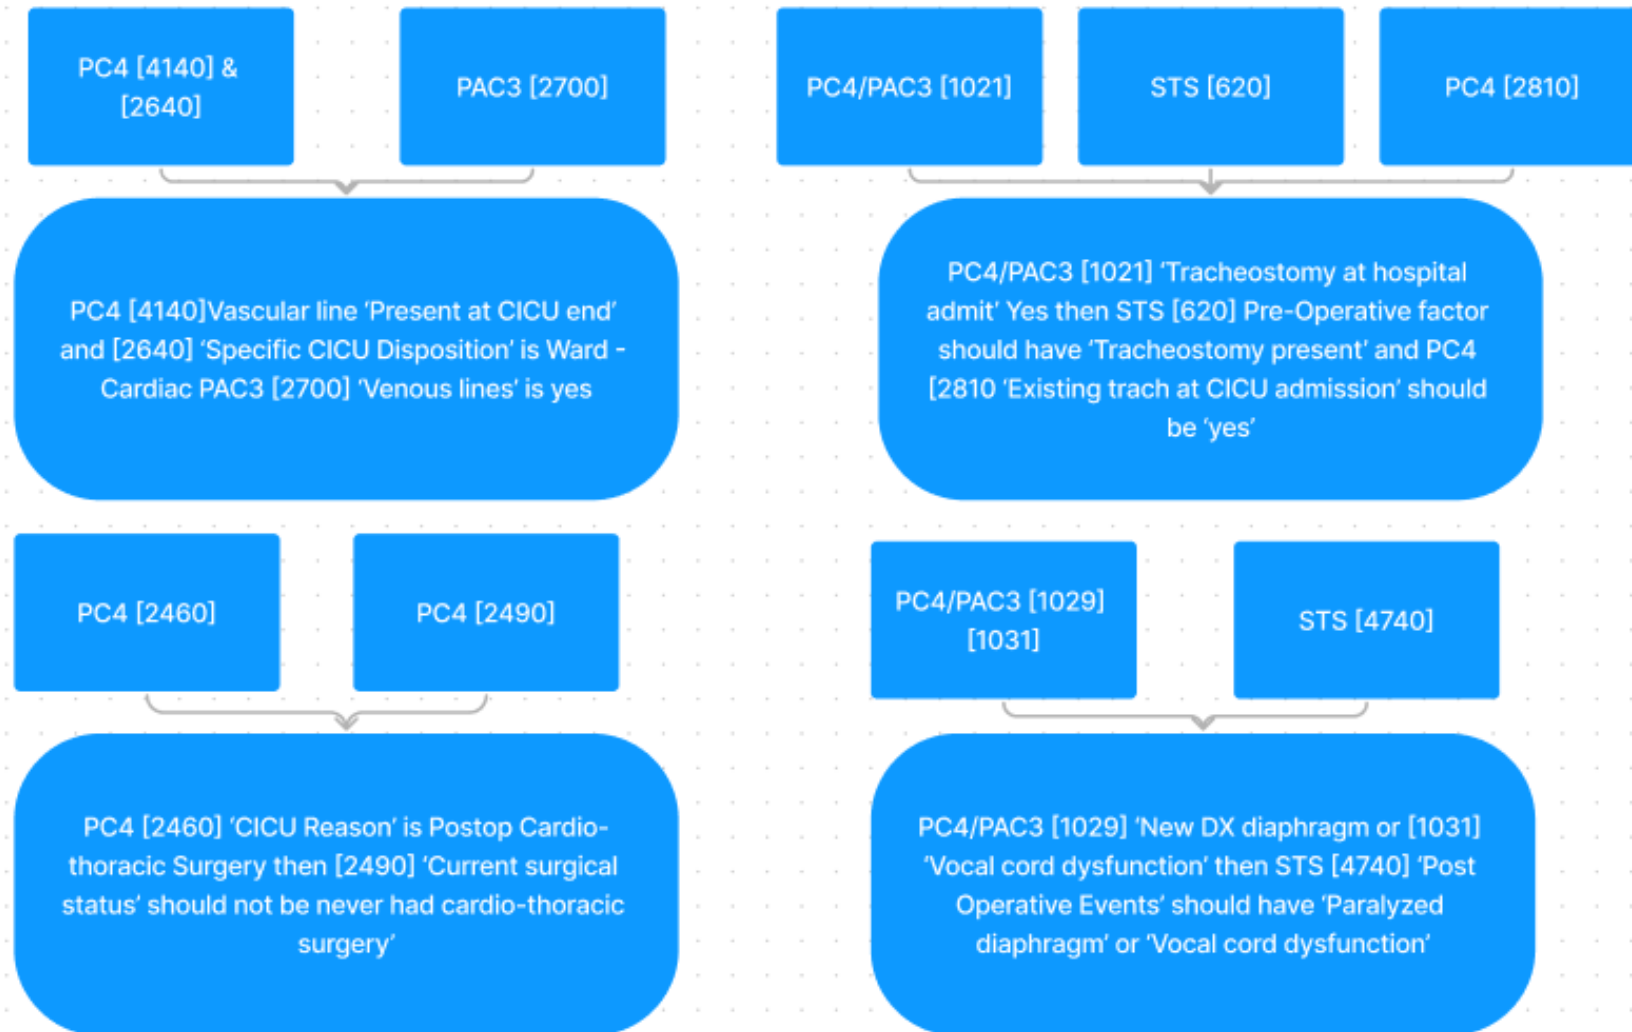 PC4 [4140] &
[2640]
PAC3 [2700]
PC4/PAC3 [1021]
STS [620]
PC4 [2810]
PC4 [4140]Vascular line ‘Present at CICU end’
and [2640] ‘Specific CICU Disposition’ is Ward -
Cardiac PAC3 [2700] ‘Venous lines’ is yes
PC4/PAC3 [1021] ‘Tracheostomy at hospital
admit’ Yes then STS [620] Pre-Operative factor
should have ‘Tracheostomy present’ and PC4
[2810 ‘Existing trach at CICU admission’ should
be ‘yes’
PC4 [2460]
PC4 [2490]
PC4/PAC3 [1029]
[1031]
STS [4740]
PC4 [2460] ‘CICU Reason’ is Postop Cardio-
thoracic Surgery then [2490] ‘Current surgical
status’ should not be never had cardio-thoracic
surgery’
PC4/PAC3 [1029] ‘New DX diaphragm or [1031]
‘Vocal cord dysfunction’ then STS [4740] ‘Post
Operative Events’ should have ‘Paralyzed
diaphragm’ or ‘Vocal cord dysfunction’